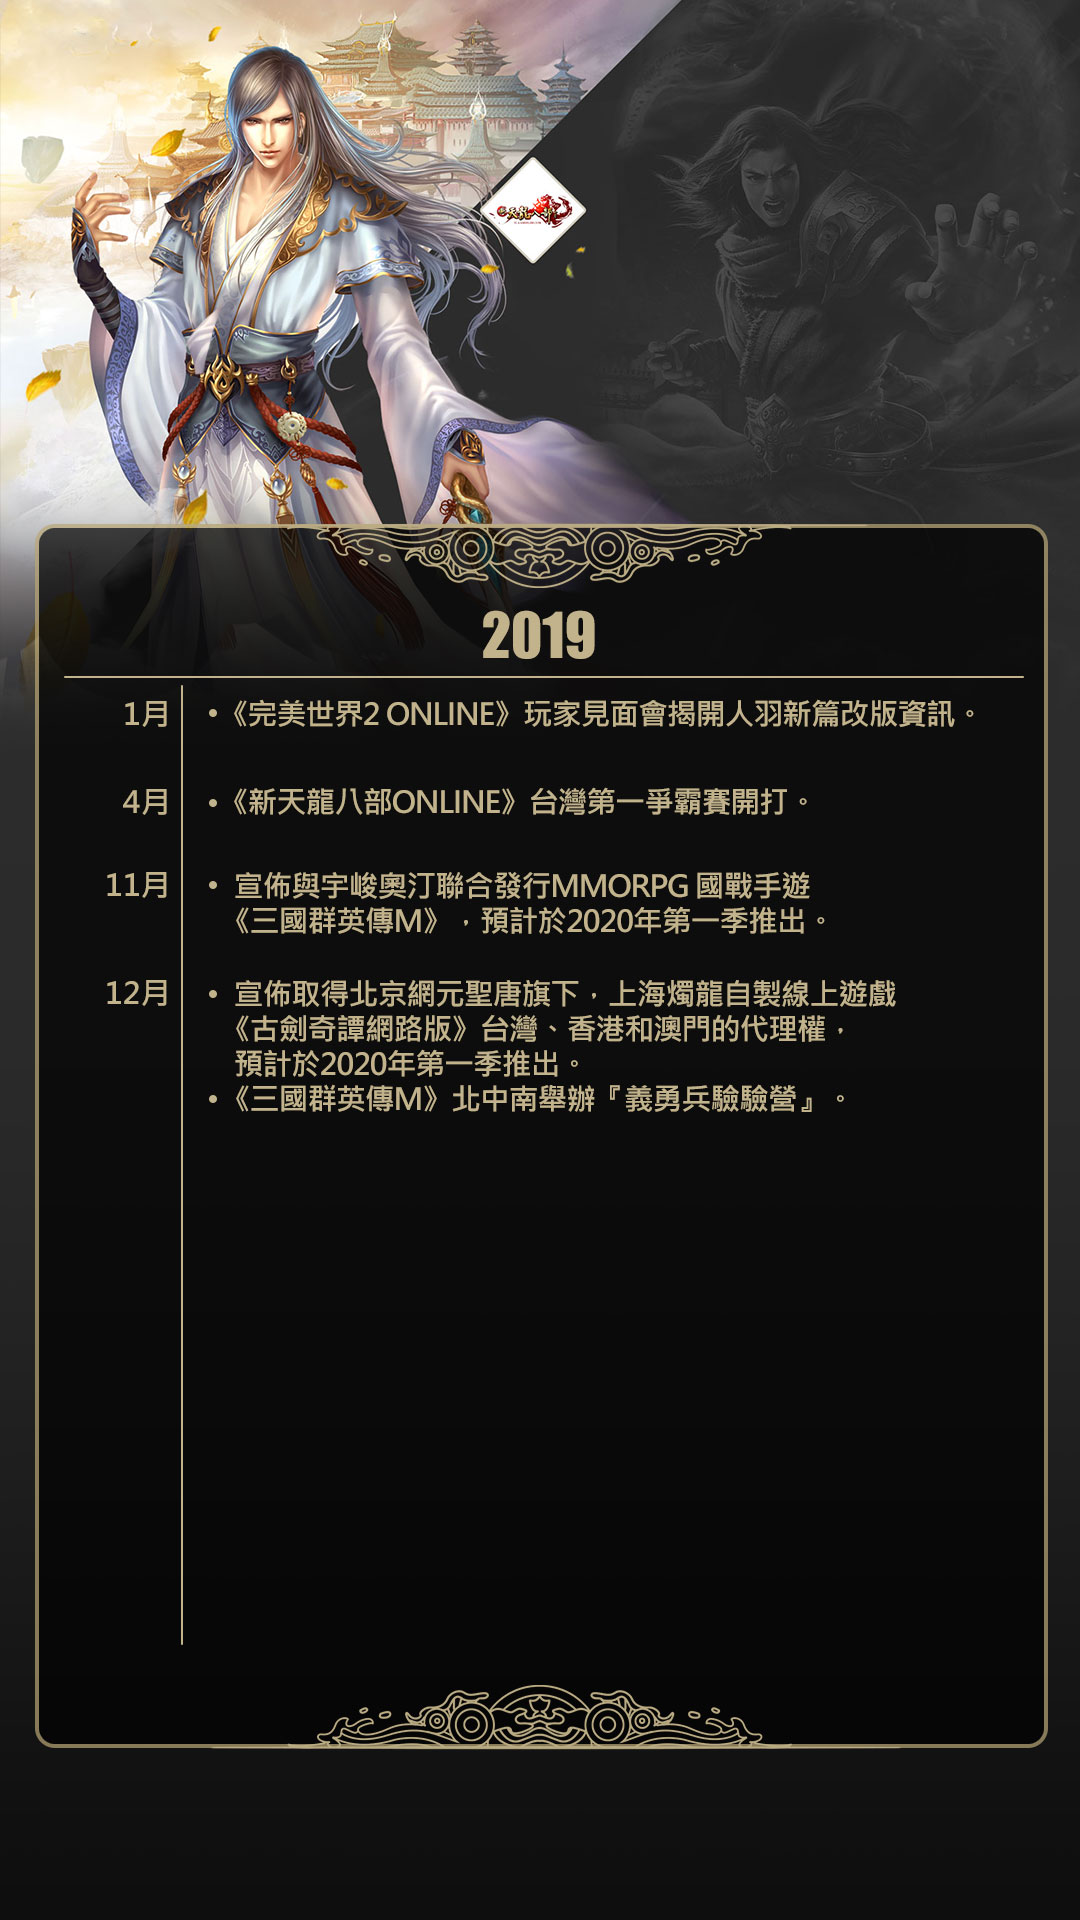 天龍八部
2019
1月
•《完美世界2 ONLINE》玩家見面會揭開人羽新篇改版資訊。
4月
•《新天龍八部ONLINE》台灣第一爭霸賽開打。
11月
• 宣佈與宇峻奧汀聯合發行MMORPG 國戰手遊
《三國群英傳M》，預計於2020年第一季推出。
12月
• 宣佈取得北京網元聖唐旗下，上海燭龍自製線上遊戲
《古劍奇譚網路版》台灣、香港和澳門的代理權，
預計於2020年第一季推出。
•《三國群英傳M》北中南舉辦『義勇兵驗驗營』。